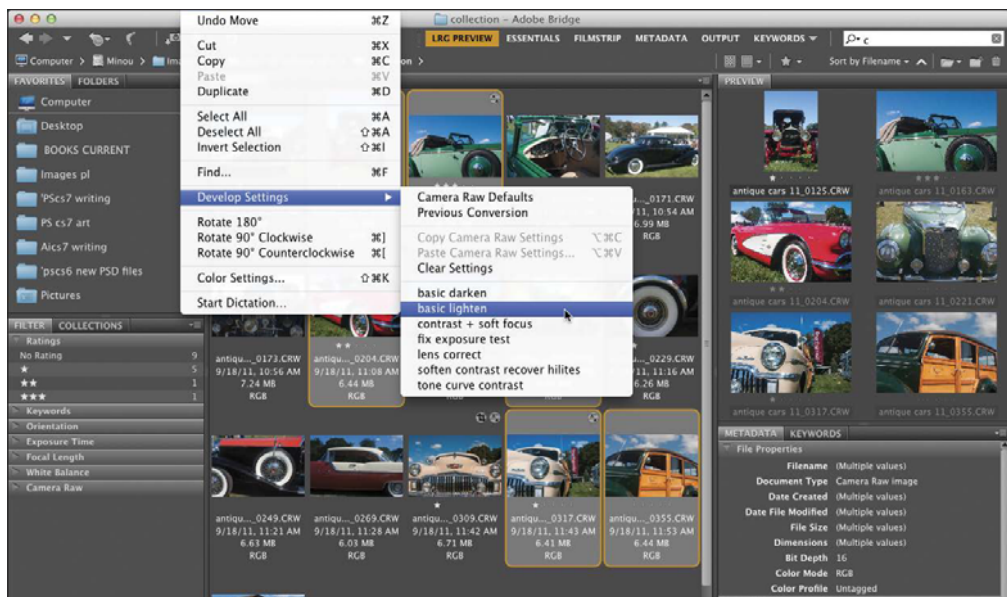 collection – Adobe Bridge
LRG PREVIEW ESSENTIALS FILMSTRIP METADATA OUTPUT KEYWORDS
c
Computer > Minou >
Sort by Filename
FAVORITES FOLDERS
Computer
Desktop
BOOKS CURRENT
Images pl
'PScs7 writing
PS cs7 art
Aics7 writing
'pscs6 new PSD files
Pictures
FILTER COLLECTIONS
Ratings
No Rating 9
★ 5
★★ 1
★★★ 1
Keywords
Orientation
Exposure Time
Focal Length
White Balance
Camera Raw
Undo Move ⌘Z
Cut ⌘X
Copy ⌘C
Paste ⌘V
Duplicate ⌘D
Select All ⌘A
Deselect All ⇧⌘A
Invert Selection ⇧⌘I
Find... ⌘F
Develop Settings
Rotate 180°
Rotate 90° Clockwise ⌘]
Rotate 90° Counterclockwise ⌘[
Color Settings... ⇧⌘K
Start Dictation...
Camera Raw Defaults
Previous Conversion
Copy Camera Raw Settings ⌥⌘C
Paste Camera Raw Settings... ⌥⌘V
Clear Settings
basic darken
basic lighten
contrast + soft focus
fix exposure test
lens correct
soften contrast recover hilites
tone curve contrast
..._0171.CRW
/11, 10:54 AM
6.99 MB
RGB
antiqu..._0173.CRW
9/18/11, 10:56 AM
7.24 MB
RGB
antiqu..._0204.CRW
9/18/11, 11:08 AM
6.44 MB
RGB
..._0229.CRW
/11, 11:16 AM
6.26 MB
RGB
antiqu..._0249.CRW
9/18/11, 11:21 AM
6.63 MB
RGB
antiqu..._0269.CRW
9/18/11, 11:28 AM
6.03 MB
RGB
antiqu..._0309.CRW
9/18/11, 11:42 AM
6.71 MB
RGB
antiqu..._0317.CRW
9/18/11, 11:43 AM
6.41 MB
RGB
antiqu..._0355.CRW
9/18/11, 11:53 AM
6.44 MB
RGB
PREVIEW
antique cars 11_0125.CRW
antique cars 11_0163.CRW
antique cars 11_0204.CRW
antique cars 11_0221.CRW
antique cars 11_0317.CRW
antique cars 11_0355.CRW
METADATA KEYWORDS
File Properties
Filename (Multiple values)
Document Type Camera Raw image
Date Created (Multiple values)
Date File Modified (Multiple values)
File Size (Multiple values)
Dimensions (Multiple values)
Bit Depth 16
Color Mode RGB
Color Profile Untagged